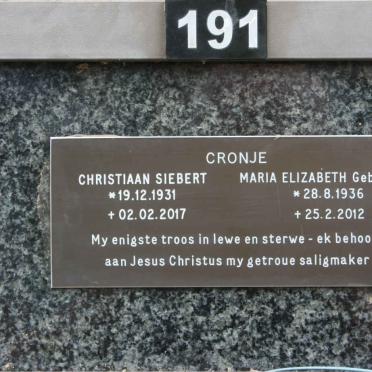 191
CRONJE
CHRISTIAAN SIEBERT MARIA ELIZABETH Geb
*19.12.1931 *28.8.1936
+02.02.2017 +25.2.2012
My enigste troos in lewe en sterwe - ek behoo
aan Jesus Christus my getroue saligmaker